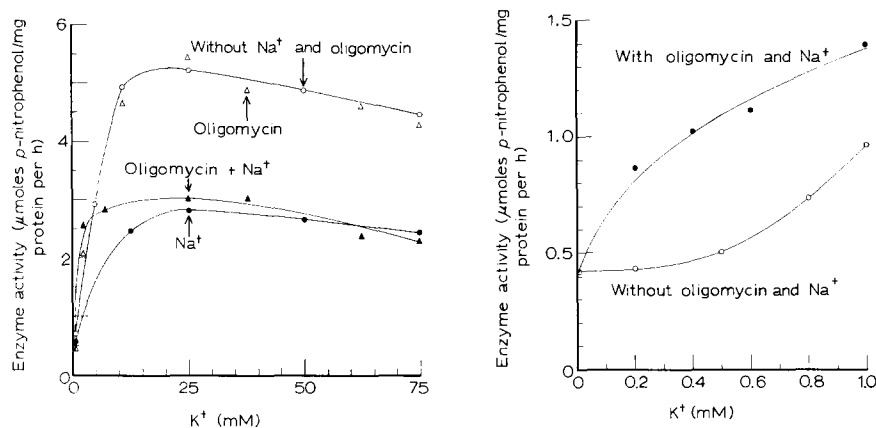 Enzyme activity (μmoles p-nitrophenol/mg
protein per h)
6
4
2
0
Without Na† and oligomycin
Oligomycin
Oligomycin + Na†
Na†
0
25
50
75
K† (mM)
Enzyme activity (μmoles p-nitrophenol/mg
protein per h)
1.5
1.0
0.5
0
With oligomycin and Na†
Without oligomycin and Na†
0
0.2
0.4
0.6
0.8
1.0
K† (mM)